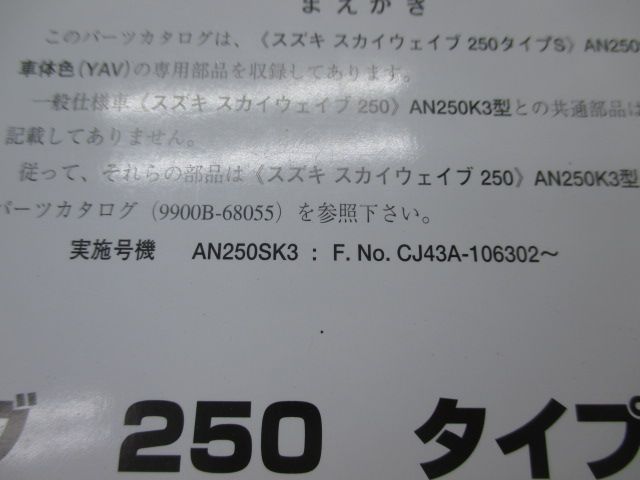 まえがき
このパーツカタログは、《スズキ スカイウェイブ 250タイプS》AN250S
車体色(YAV)の専用部品を収録してあります。
一般仕様車《スズキ スカイウェイブ 250》AN250K3型との共通部品は
記載してありません。
従って、それらの部品は《スズキ スカイウェイブ 250》AN250K3型
パーツカタログ(9900B-68055)を参照下さい。
実施号機 AN250SK3 : F. No. CJ43A-106302~
ブ 250 タイプ